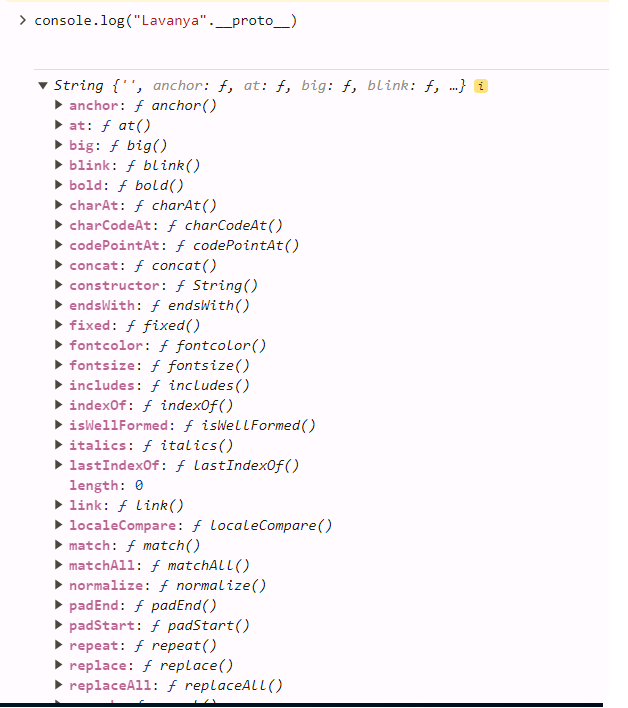 > console.log("Lavanya".__proto__)
▼ String {'', anchor: ƒ, at: ƒ, big: ƒ, blink: ƒ, …} i
▶ anchor: ƒ anchor()
▶ at: ƒ at()
▶ big: ƒ big()
▶ blink: ƒ blink()
▶ bold: ƒ bold()
▶ charAt: ƒ charAt()
▶ charCodeAt: ƒ charCodeAt()
▶ codePointAt: ƒ codePointAt()
▶ concat: ƒ concat()
▶ constructor: ƒ String()
▶ endsWith: ƒ endsWith()
▶ fixed: ƒ fixed()
▶ fontcolor: ƒ fontcolor()
▶ fontsize: ƒ fontsize()
▶ includes: ƒ includes()
▶ indexOf: ƒ indexOf()
▶ isWellFormed: ƒ isWellFormed()
▶ italics: ƒ italics()
▶ lastIndexOf: ƒ lastIndexOf()
length: 0
▶ link: ƒ link()
▶ localeCompare: ƒ localeCompare()
▶ match: ƒ match()
▶ matchAll: ƒ matchAll()
▶ normalize: ƒ normalize()
▶ padEnd: ƒ padEnd()
▶ padStart: ƒ padStart()
▶ repeat: ƒ repeat()
▶ replace: ƒ replace()
▶ replaceAll: ƒ replaceAll()